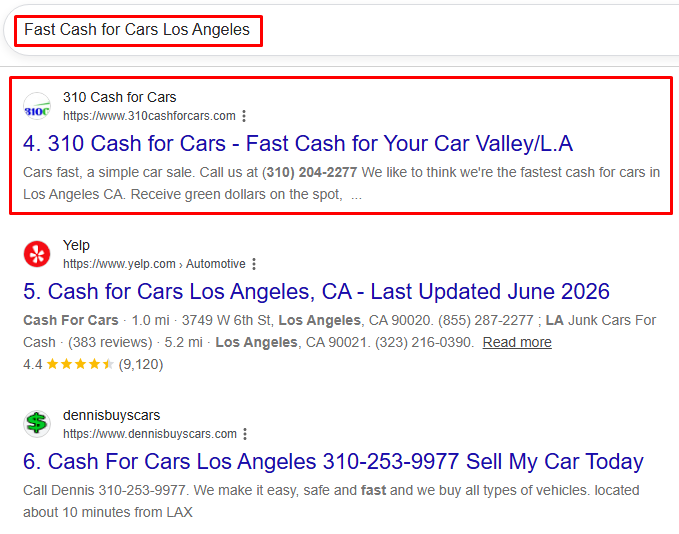 Fast Cash for Cars Los Angeles
310 Cash for Cars
https://www.310cashforcars.com
4. 310 Cash for Cars - Fast Cash for Your Car Valley/L.A
Cars fast, a simple car sale. Call us at (310) 204-2277 We like to think we're the fastest cash for cars in
Los Angeles CA. Receive green dollars on the spot, ...
Yelp
https://www.yelp.com › Automotive
5. Cash for Cars Los Angeles, CA - Last Updated June 2026
Cash For Cars · 1.0 mi · 3749 W 6th St, Los Angeles, CA 90020. (855) 287-2277 ; LA Junk Cars For
Cash · (383 reviews) · 5.2 mi · Los Angeles, CA 90021. (323) 216-0390. Read more
4.4 (9,120)
dennisbuyscars
https://www.dennisbuyscars.com
6. Cash For Cars Los Angeles 310-253-9977 Sell My Car Today
Call Dennis 310-253-9977. We make it easy, safe and fast and we buy all types of vehicles. located
about 10 minutes from LAX